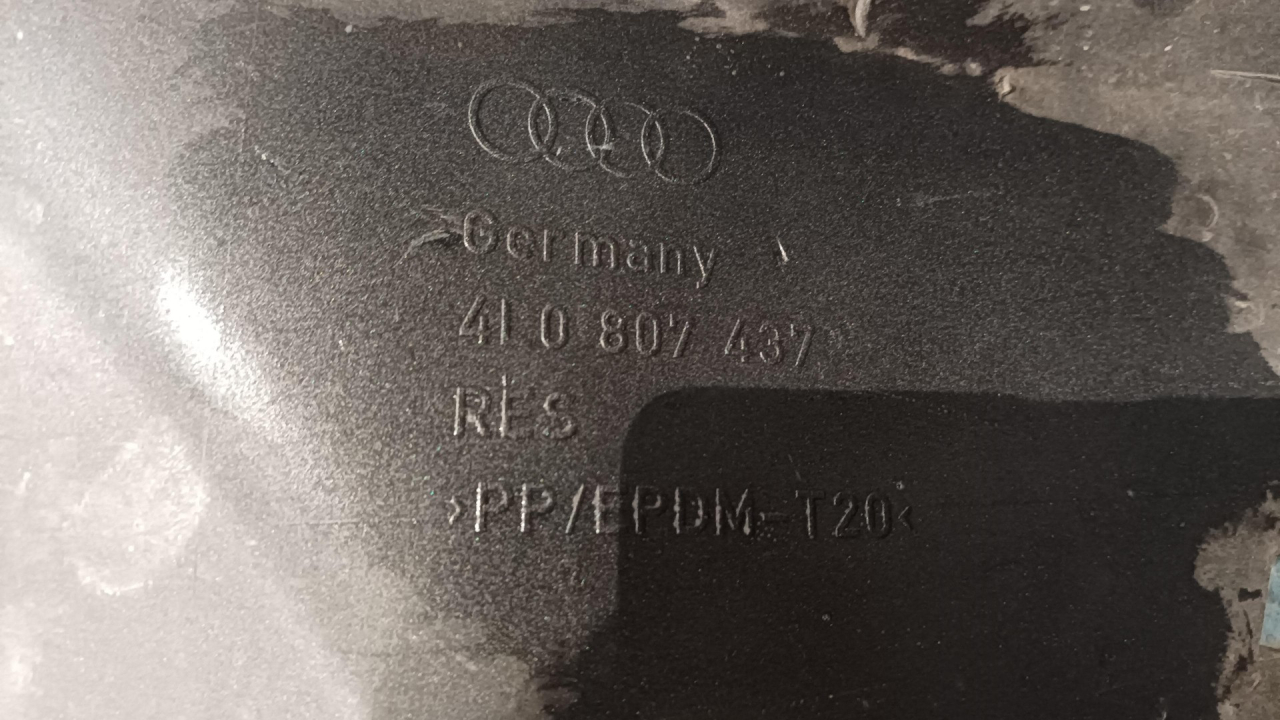 Germany
4L0 807 437
RES
>PP/EPDM-T20<